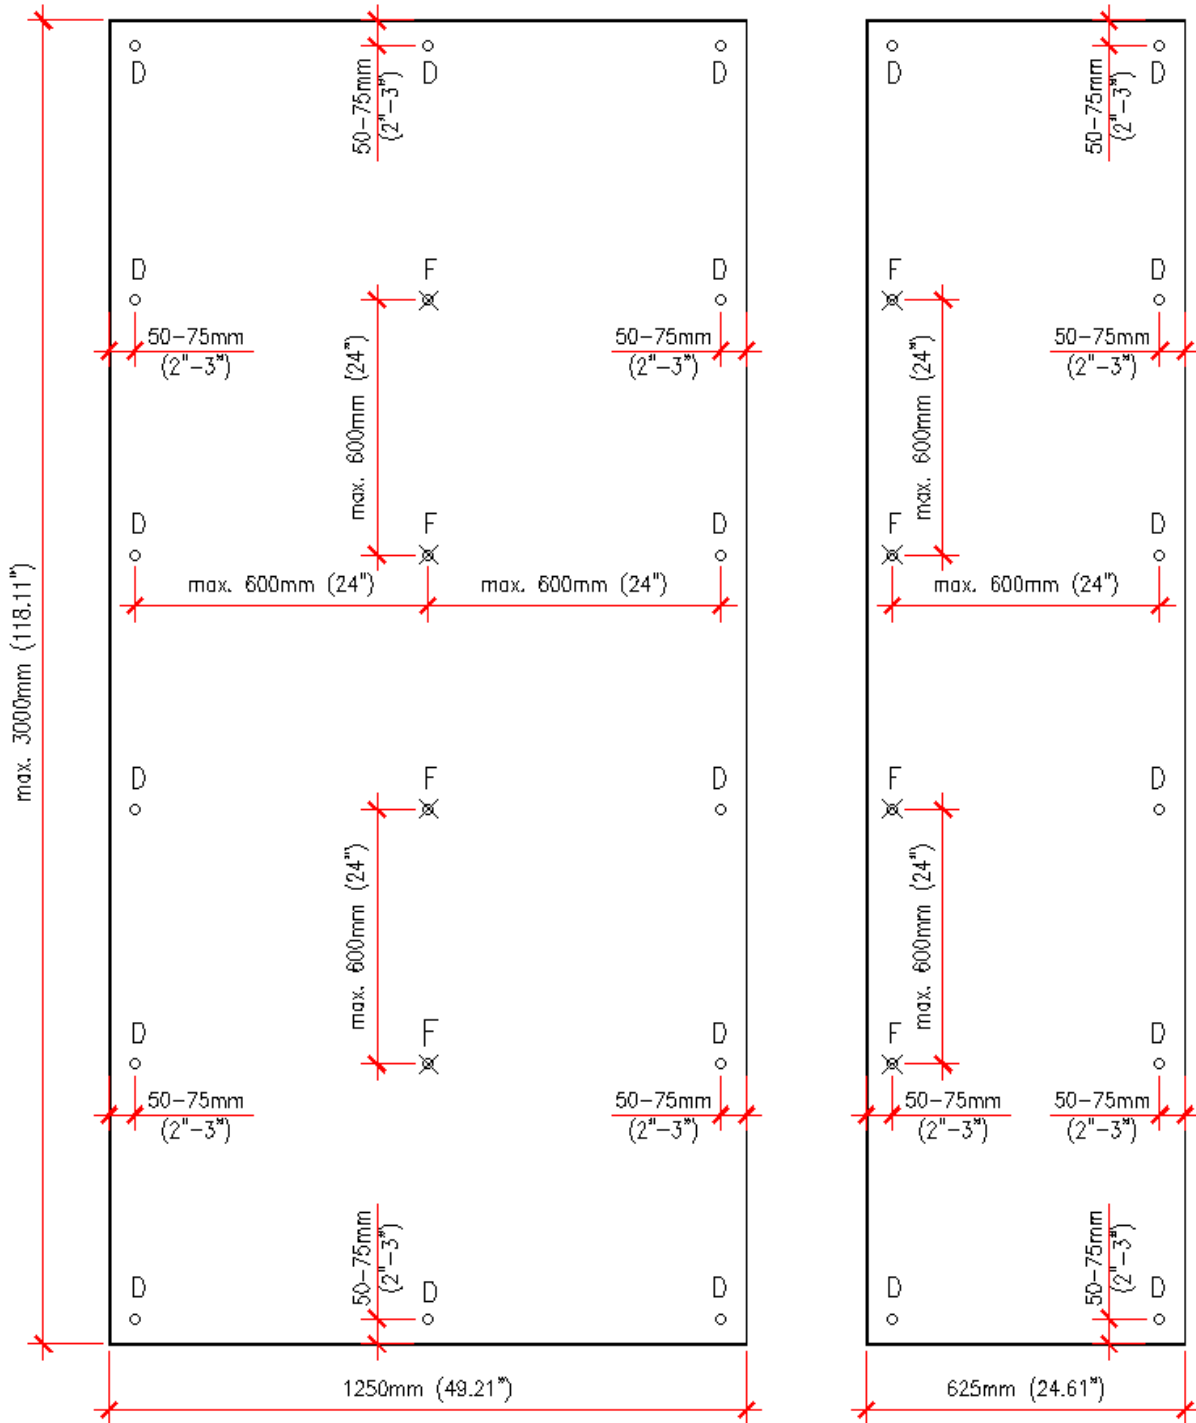 D D D
50-75mm
(2"-3")
D D
50-75mm
(2"-3")
D F D
F D
50-75mm
(2"-3")
50-75mm
(2"-3")
50-75mm
(2"-3")
max. 600mm (24")
max. 600mm (24")
D F D
F D
max. 600mm (24")
max. 600mm (24")
max. 600mm (24")
max. 3000mm (118.11")
D F D
F D
max. 600mm (24")
max. 600mm (24")
D F D
F D
50-75mm
(2"-3")
50-75mm
(2"-3")
50-75mm
(2"-3")
50-75mm
(2"-3")
50-75mm
(2"-3")
50-75mm
(2"-3")
D D D
D D
1250mm (49.21")
625mm (24.61")